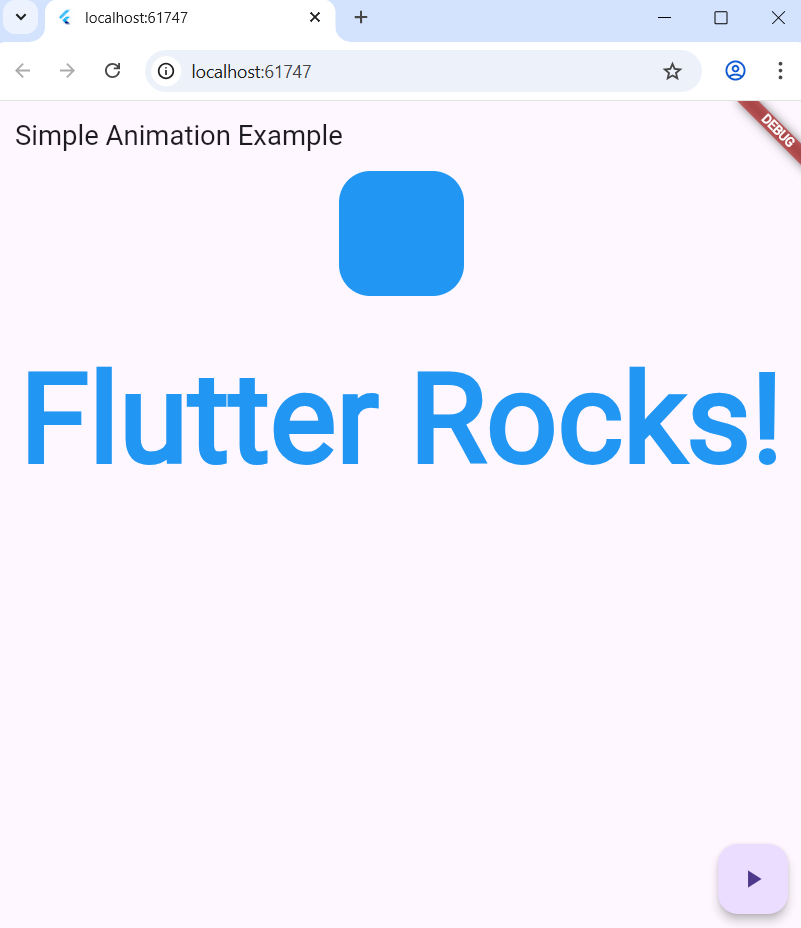 localhost:61747
localhost:61747
Simple Animation Example
DEBUG
Flutter Rocks!